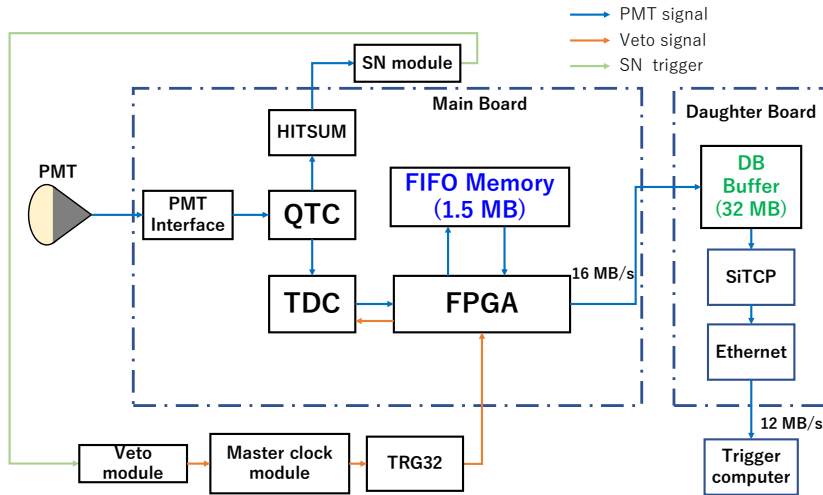 PMT signal
Veto signal
SN trigger
SN module
Main Board
Daughter Board
HITSUM
PMT
PMT
Interface
QTC
FIFO Memory
(1.5 MB)
DB
Buffer
(32 MB)
TDC
FPGA
16 MB/s
SiTCP
Ethernet
12 MB/s
Veto
module
Master clock
module
TRG32
Trigger
computer